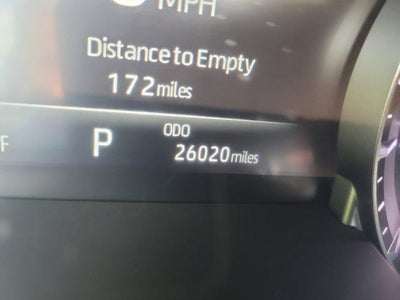 MPH
Distance to Empty
172 miles
F
P
ODO
26020 miles